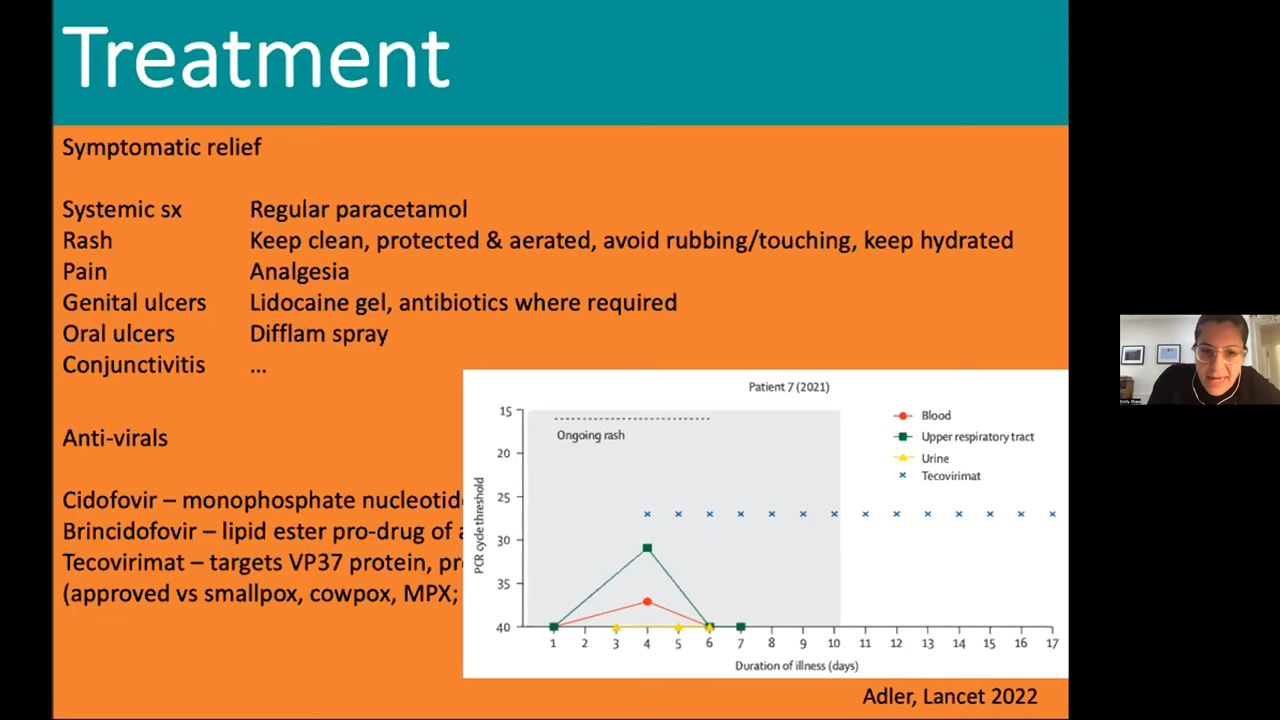 Treatment
Symptomatic relief
Systemic sx Regular paracetamol
Rash Keep clean, protected & aerated, avoid rubbing/touching, keep hydrated
Pain Analgesia
Genital ulcers Lidocaine gel, antibiotics where required
Oral ulcers Difflam spray
Conjunctivitis ...
Anti-virals
Cidofovir – monophosphate nucleotid
Brincidofovir – lipid ester pro-drug of
Tecovirimat – targets VP37 protein,
(approved vs smallpox, cowpox, MPX;
Patient 7 (2021)
15
20
25
30
35
40
PCR cycle threshold
Ongoing rash
Blood
Upper respiratory tract
Urine
Tecovirimat
1 2 3 4 5 6 7 8 9 10 11 12 13 14 15 16 17
Duration of illness (days)
Adler, Lancet 2022